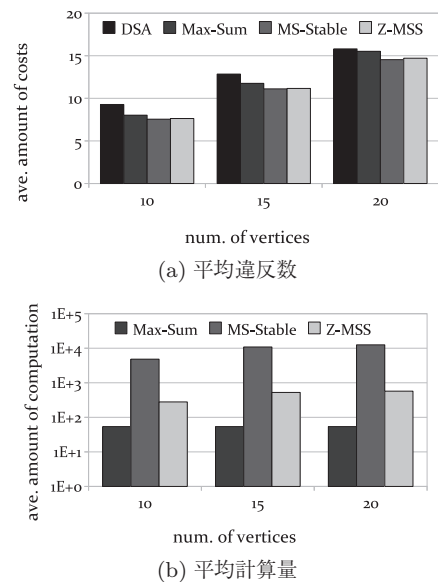 20
DSA Max-Sum MS-Stable Z-MSS
15
10
5
0
ave. amount of costs
10 15 20
num. of vertices
(a) 平均違反数
1E+5
Max-Sum MS-Stable Z-MSS
1E+4
1E+3
1E+2
1E+1
1E+0
ave. amount of computation
10 15 20
num. of vertices
(b) 平均計算量